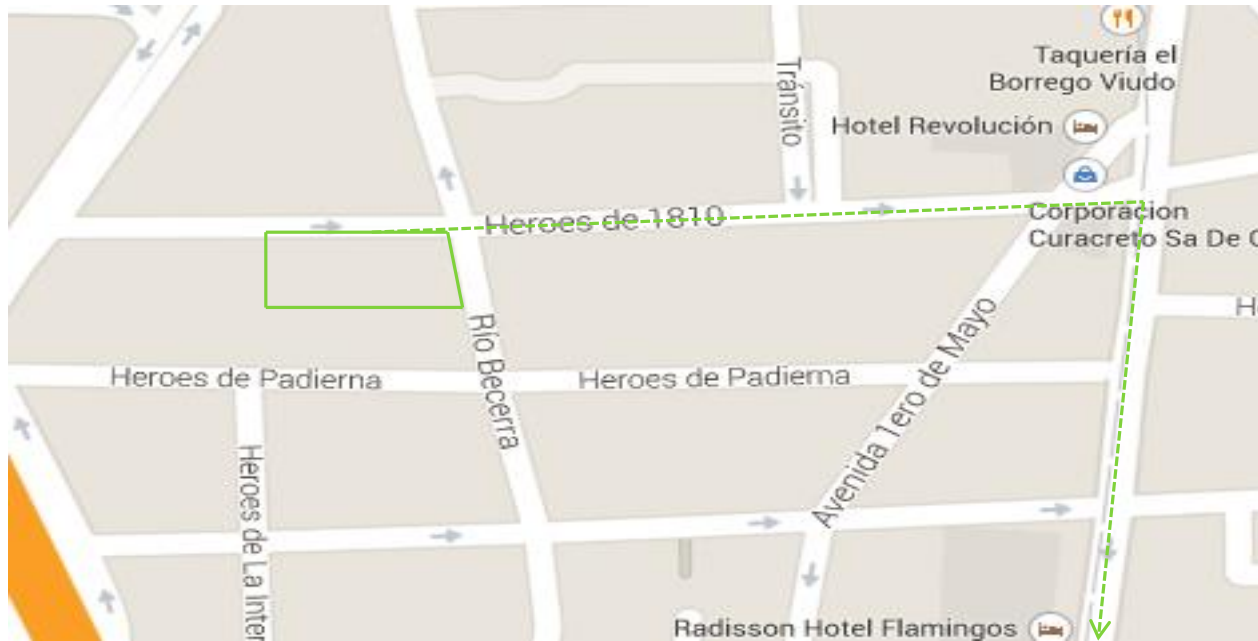 Taquería el
Borrego Viudo
Tránsito
Hotel Revolución
Heroes de 1810
Corporacion
Curacreto Sa De C
H
Río Becerra
Heroes de Padierna
Heroes de Padierna
Avenida 1ero de Mayo
Heroes de La Inter
Radisson Hotel Flamingos